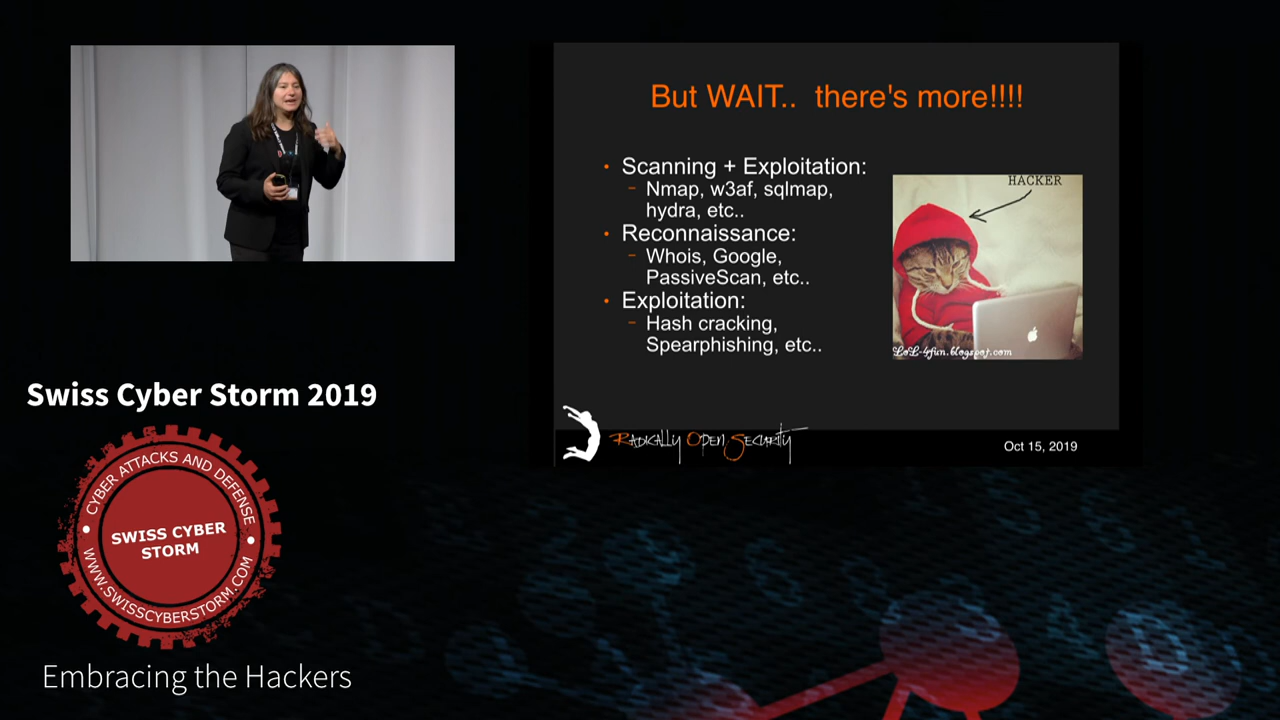 But WAIT.. there's more!!!!
• Scanning + Exploitation:
– Nmap, w3af, sqlmap,
hydra, etc..
• Reconnaissance:
– Whois, Google,
PassiveScan, etc..
• Exploitation:
– Hash cracking,
Spearphishing, etc..
HACKER
LoL-4fun.blogspot.com
Radically Open Security
Oct 15, 2019
Swiss Cyber Storm 2019
CYBER ATTACKS AND DEFENSE
SWISS CYBER
STORM
WWW.SWISSCYBERSTORM.COM
Embracing the Hackers